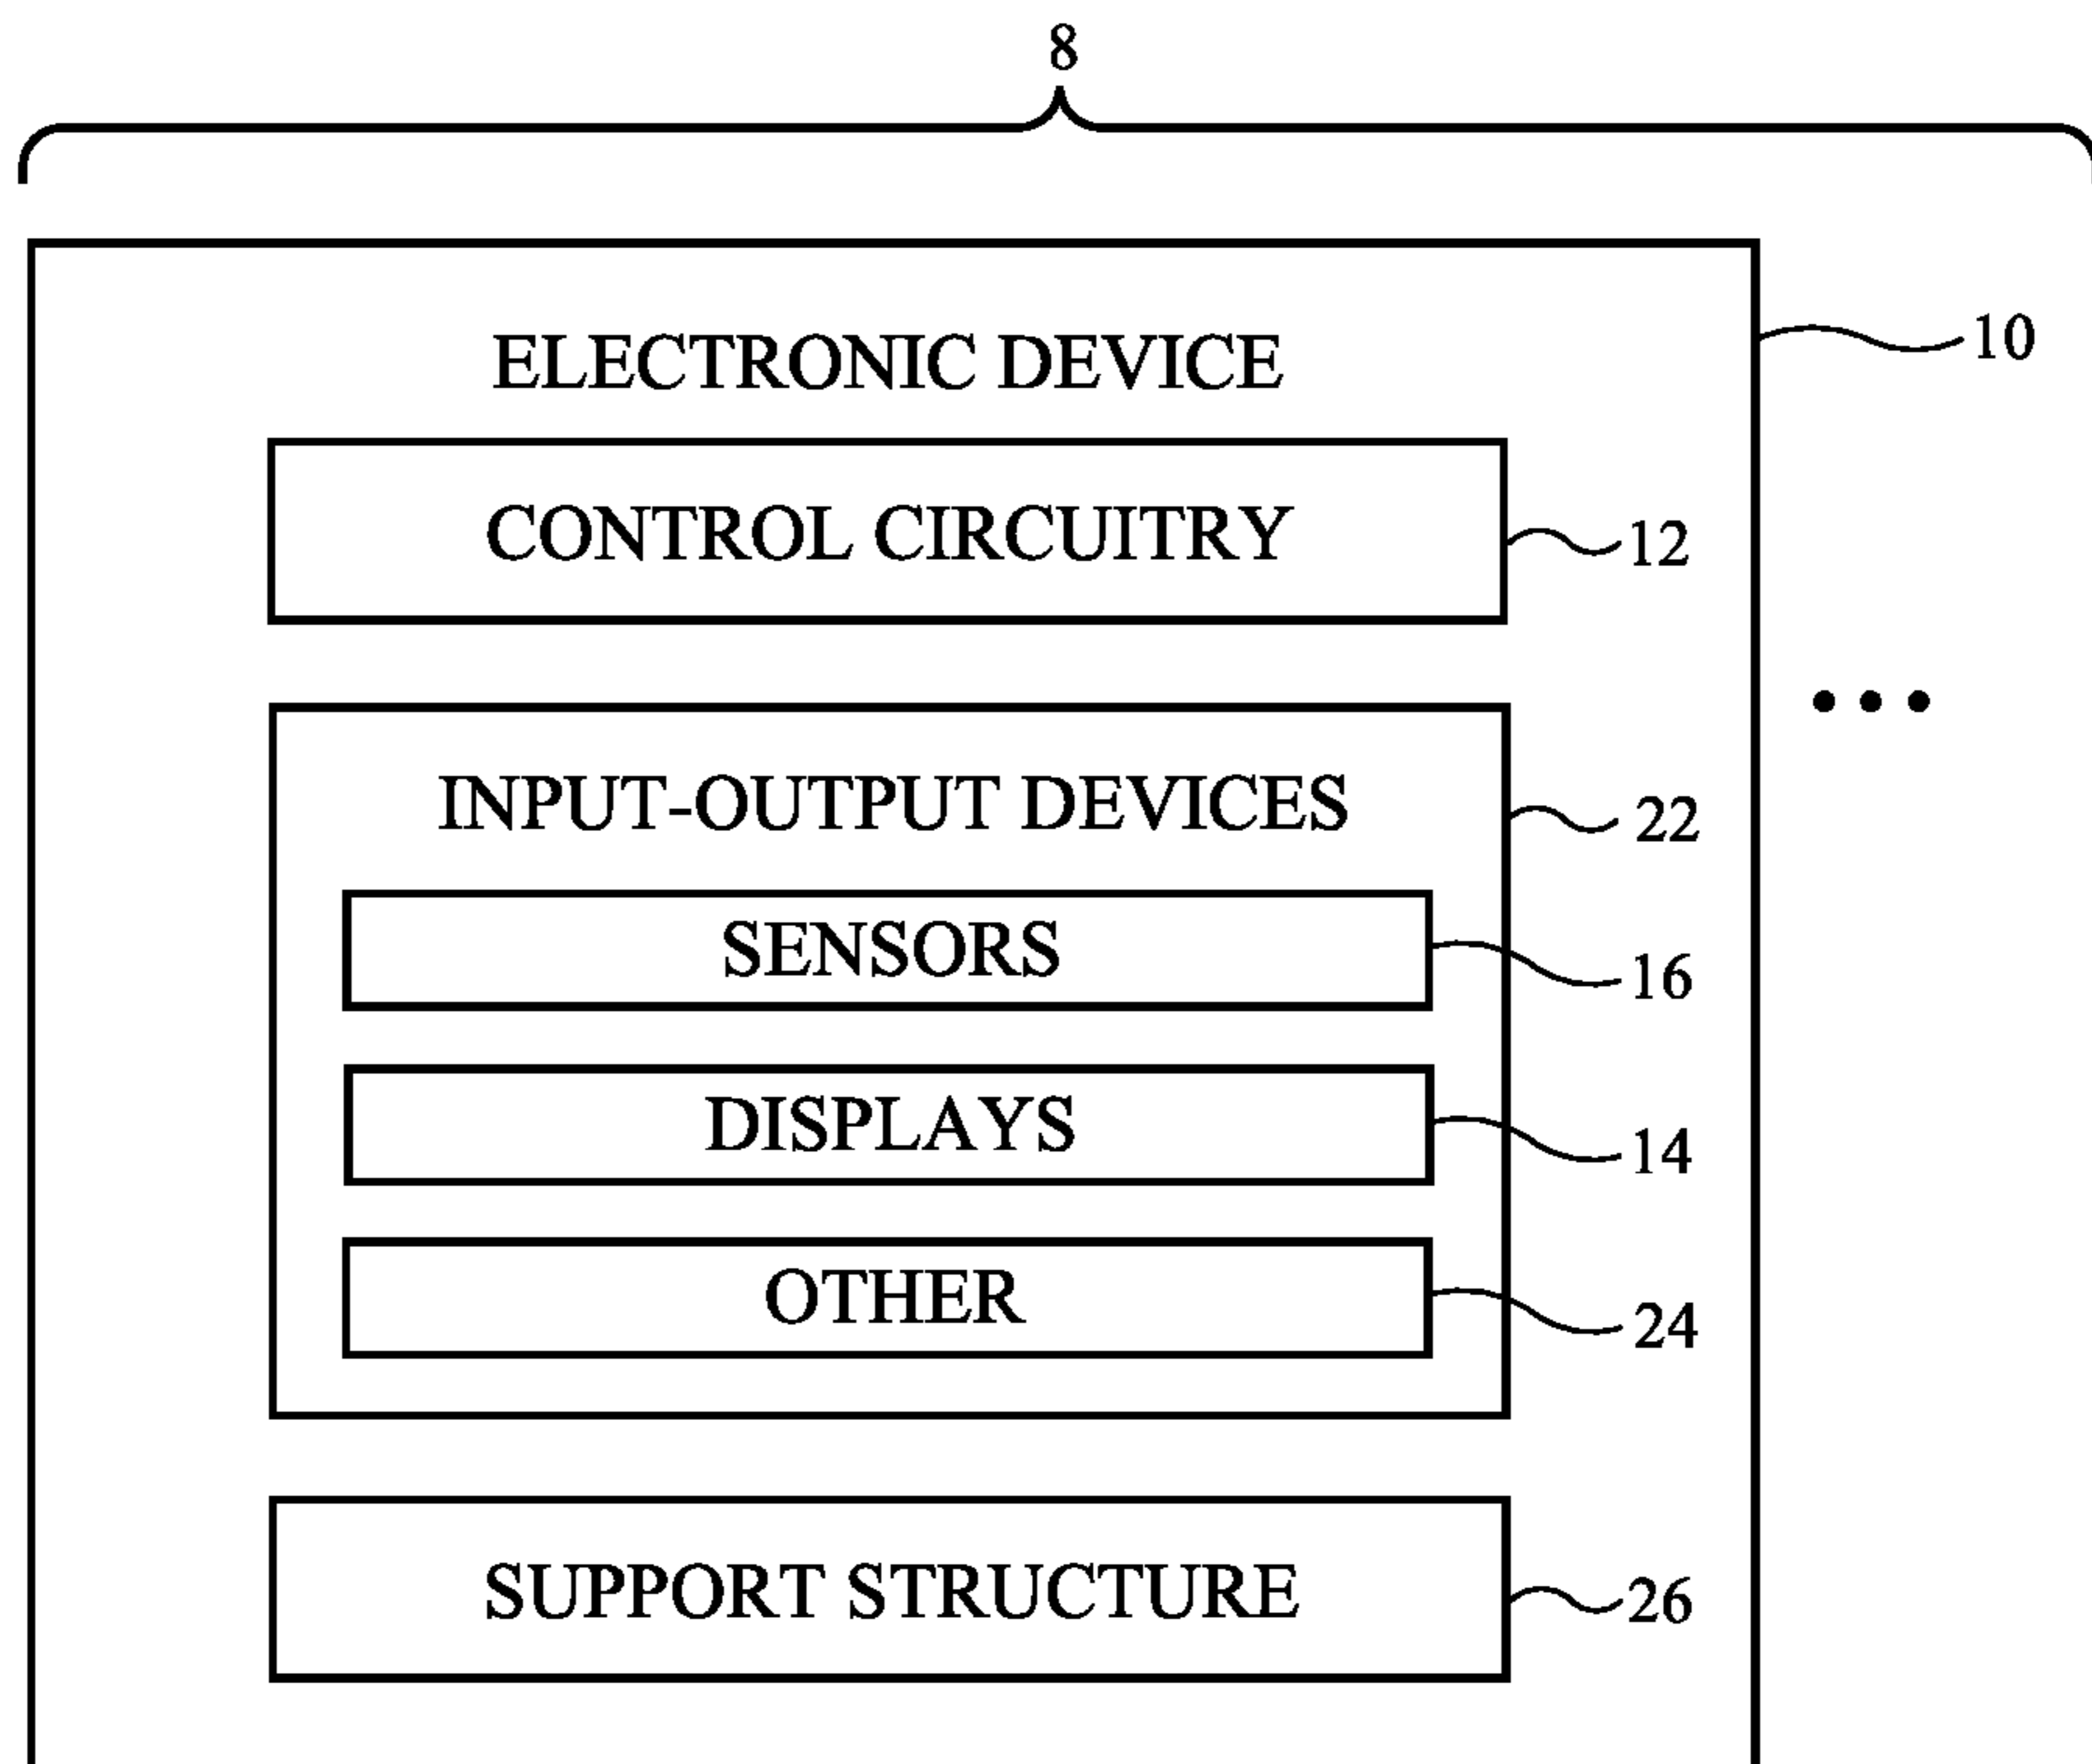 8
ELECTRONIC DEVICE
10
CONTROL CIRCUITRY
12
INPUT-OUTPUT DEVICES
22
SENSORS
16
DISPLAYS
14
OTHER
24
SUPPORT STRUCTURE
26